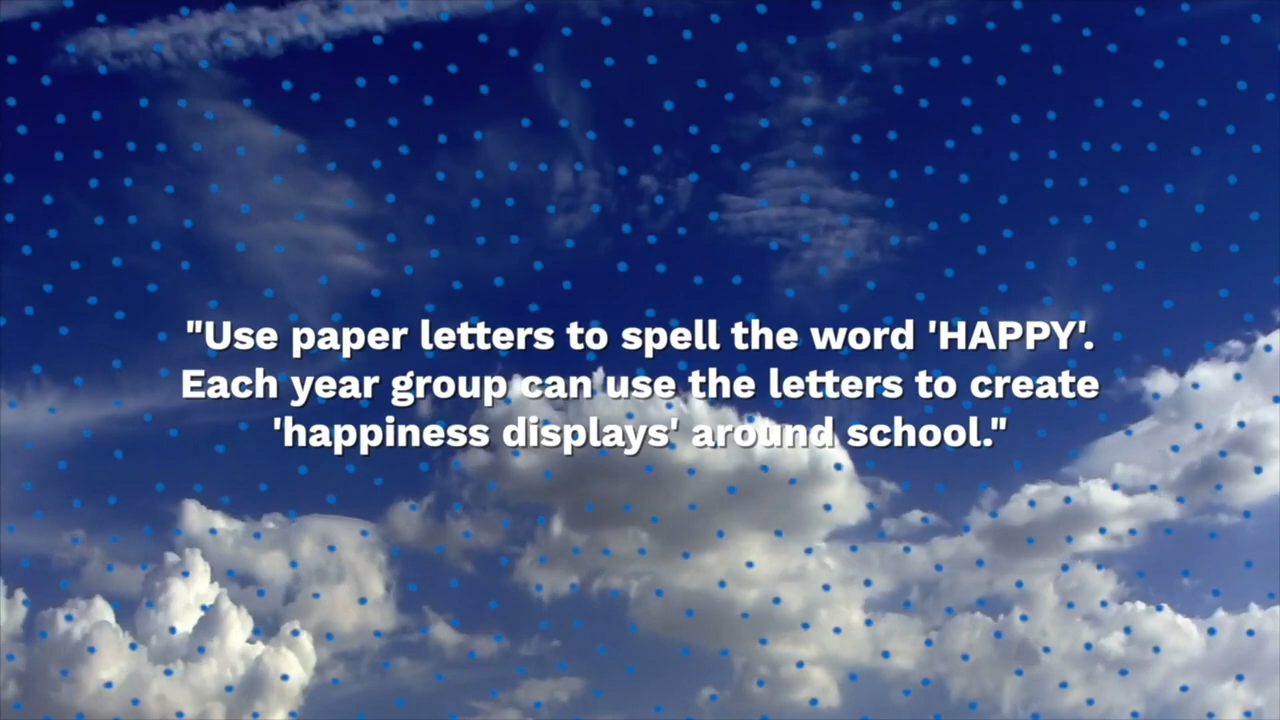 "Use paper letters to spell the word 'HAPPY'.
Each year group can use the letters to create
'happiness displays' around school."